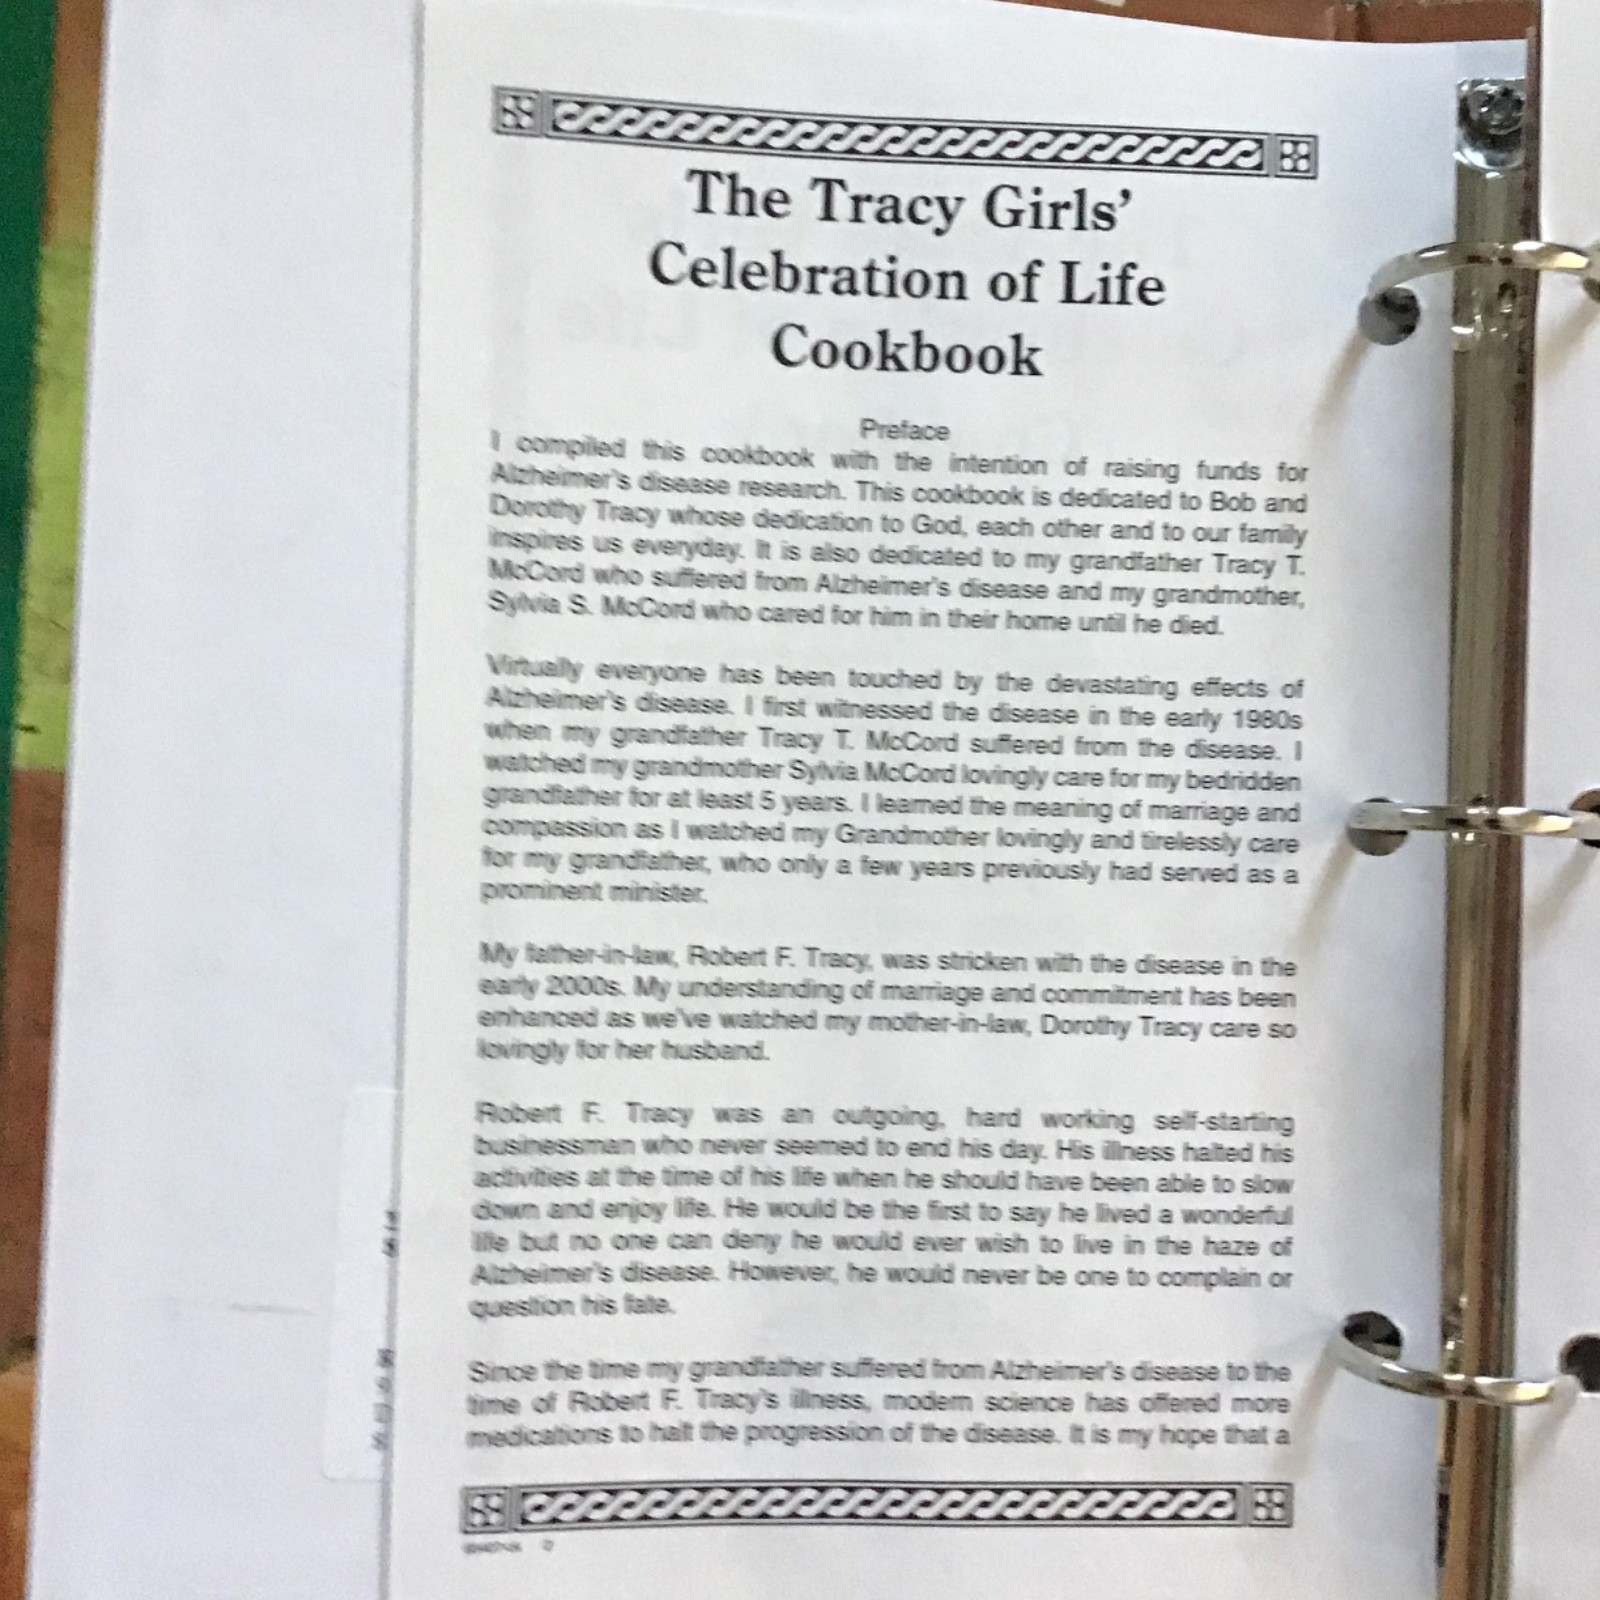 The Tracy Girls'
Celebration of Life
Cookbook
Preface
I compiled this cookbook with the intention of raising funds for
Alzheimer's disease research. This cookbook is dedicated to Bob and
Dorothy Tracy whose dedication to God, each other and to our family
inspires us everyday. It is also dedicated to my grandfather Tracy T.
McCord who suffered from Alzheimer's disease and my grandmother,
Sylvia S. McCord who cared for him in their home until he died.
Virtually everyone has been touched by the devastating effects of
Alzheimer's disease. I first witnessed the disease in the early 1980s
when my grandfather Tracy T. McCord suffered from the disease. I
watched my grandmother Sylvia McCord lovingly care for my bedridden
grandfather for at least 5 years. I learned the meaning of marriage and
compassion as I watched my Grandmother lovingly and tirelessly care
for my grandfather, who only a few years previously had served as a
prominent minister.
My father-in-law, Robert F. Tracy, was stricken with the disease in the
early 2000s. My understanding of marriage and commitment has been
enhanced as we've watched my mother-in-law, Dorothy Tracy care so
lovingly for her husband.
Robert F. Tracy was an outgoing, hard working self-starting
businessman who never seemed to end his day. His illness halted his
activities at the time of his life when he should have been able to slow
down and enjoy life. He would be the first to say he lived a wonderful
life but no one can deny he would ever wish to live in the haze of
Alzheimer's disease. However, he would never be one to complain or
question his fate.
Since the time my grandfather suffered from Alzheimer's disease to the
time of Robert F. Tracy's illness, modern science has offered more
medications to halt the progression of the disease. It is my hope that a